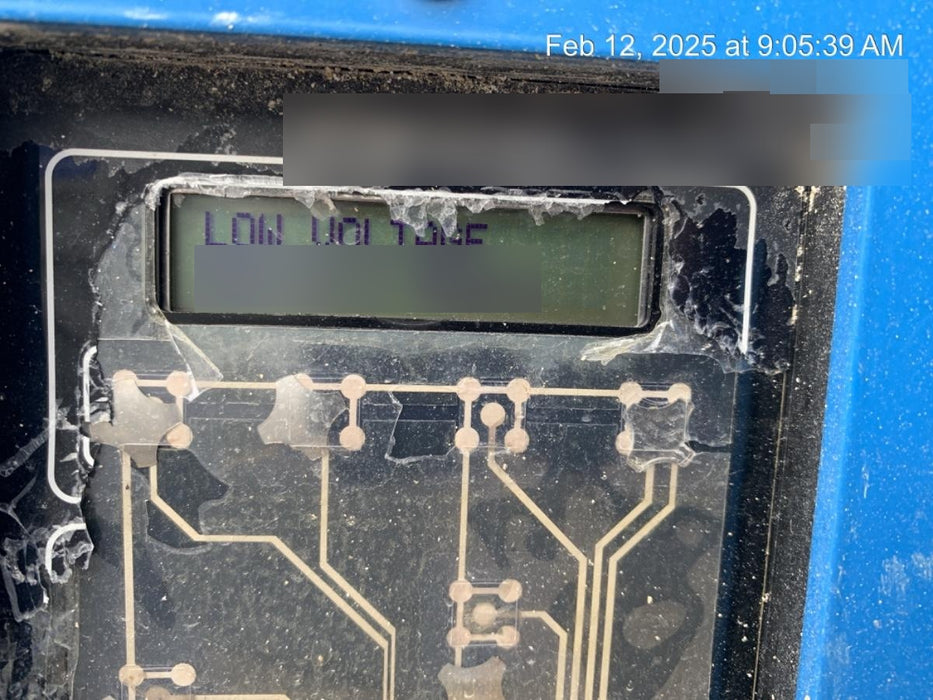 Feb 12, 2025 at 9:05:39 AM
LOW VOLTAGE